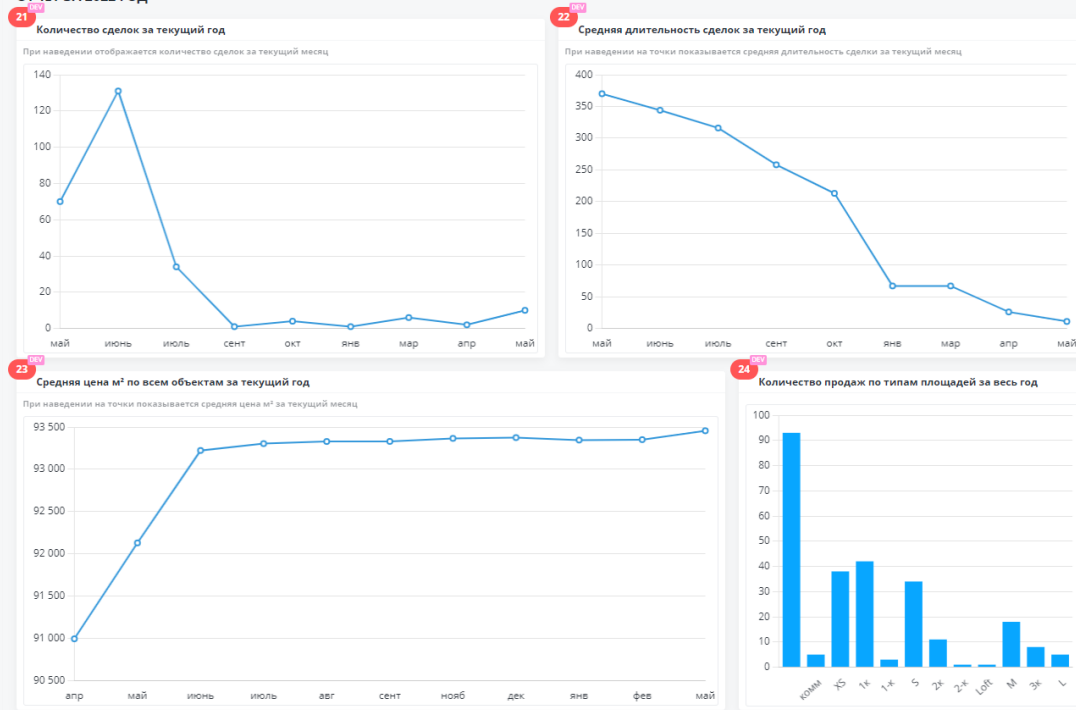 21 DEV
Количество сделок за текущий год
При наведении отображается количество сделок за текущий месяц
140
120
100
80
60
40
20
0
май июнь июль сент окт янв мар апр май
22 DEV
Средняя длительность сделок за текущий год
При наведении на точки показывается средняя длительность сделки за текущий месяц
400
350
300
250
200
150
100
50
0
май июнь июль сент окт янв мар апр май
23 DEV
Средняя цена м² по всем объектам за текущий год
При наведении на точки показывается средняя цена м² за текущий месяц
93 500
93 000
92 500
92 000
91 500
91 000
90 500
апр май июнь июль авг сент нояб дек янв фев май
24 DEV
Количество продаж по типам площадей за весь год
100
90
80
70
60
50
40
30
20
10
0
комм XS 1к 1-к S 2к 2-к Loft M 3к L